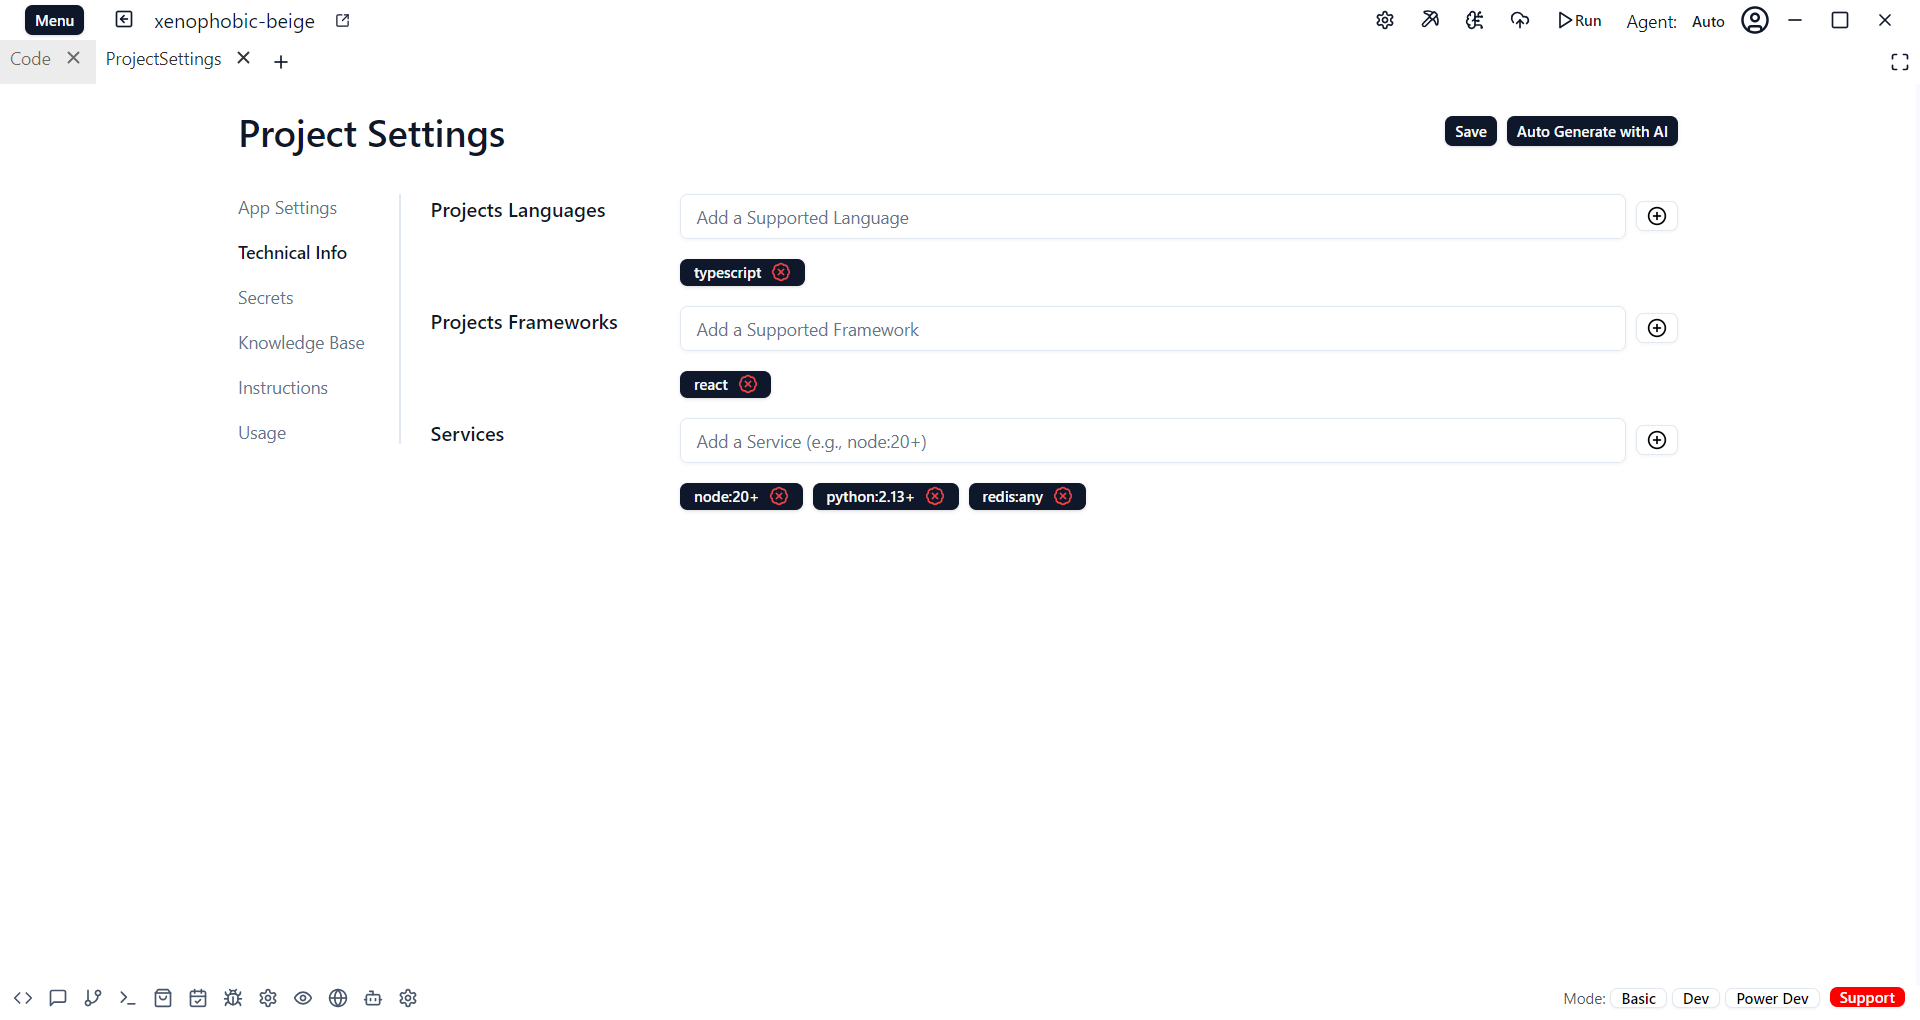 Menu xenophobic-beige Run Agent: Auto
Code ProjectSettings
Project Settings
Save Auto Generate with AI
App Settings
Technical Info
Secrets
Knowledge Base
Instructions
Usage
Projects Languages
Add a Supported Language
typescript
Projects Frameworks
Add a Supported Framework
react
Services
Add a Service (e.g., node:20+)
node:20+ python:2.13+ redis:any
Mode: Basic Dev Power Dev Support